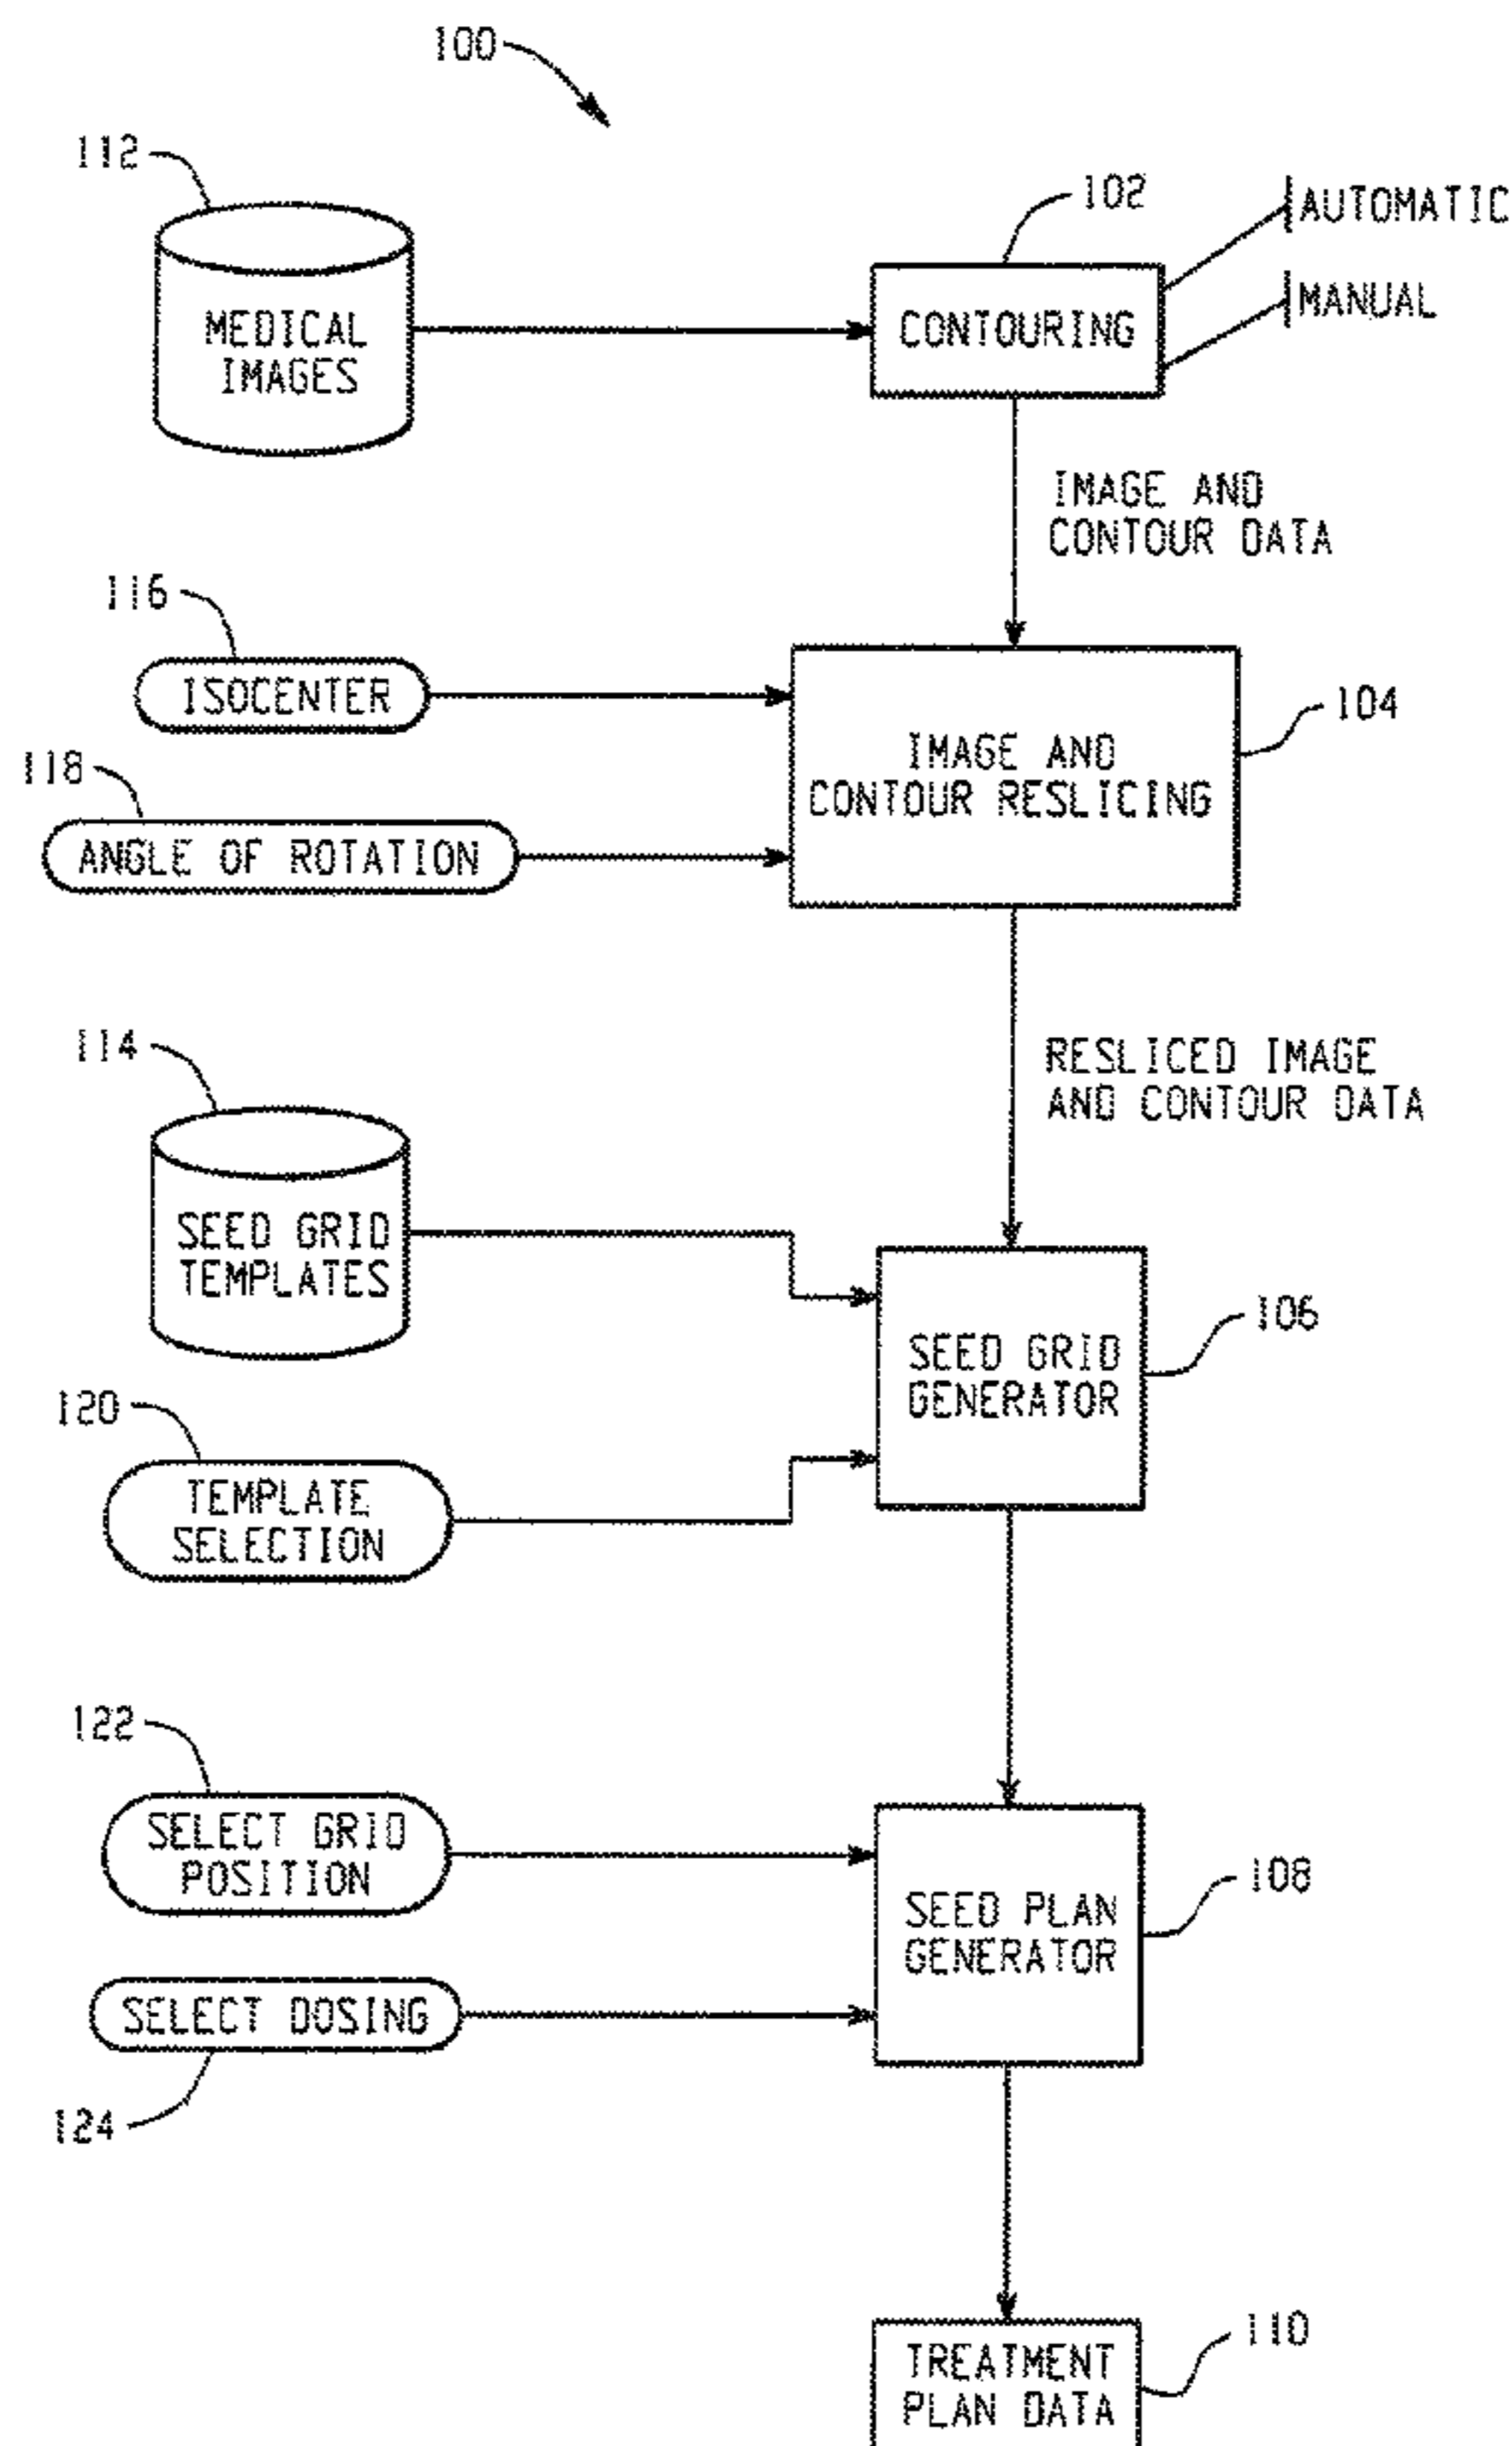 100
112
102
AUTOMATIC
MANUAL
MEDICAL
IMAGES
CONTOURING
IMAGE AND
CONTOUR DATA
116
ISOCENTER
104
118
ANGLE OF ROTATION
IMAGE AND
CONTOUR RESLICING
114
RESLICED IMAGE
AND CONTOUR DATA
SEED GRID
TEMPLATES
106
SEED GRID
GENERATOR
120
TEMPLATE
SELECTION
122
SELECT GRID
POSITION
108
SEED PLAN
GENERATOR
SELECT DOSING
124
110
TREATMENT
PLAN DATA